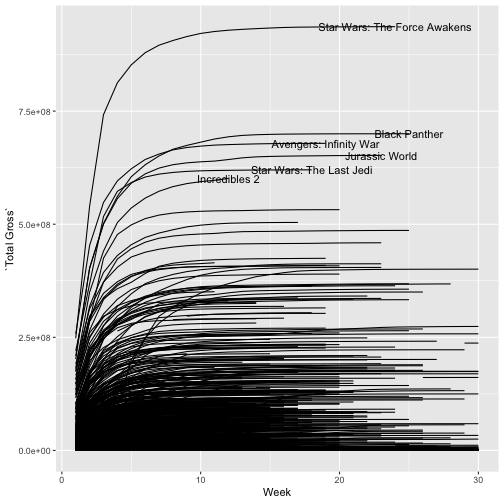 Star Wars: The Force Awakens
7.5e+08
Black Panther
Avengers: Infinity War
Jurassic World
Star Wars: The Last Jedi
Incredibles 2
5.0e+08
`Total Gross`
2.5e+08
0.0e+00
0
10
20
30
Week